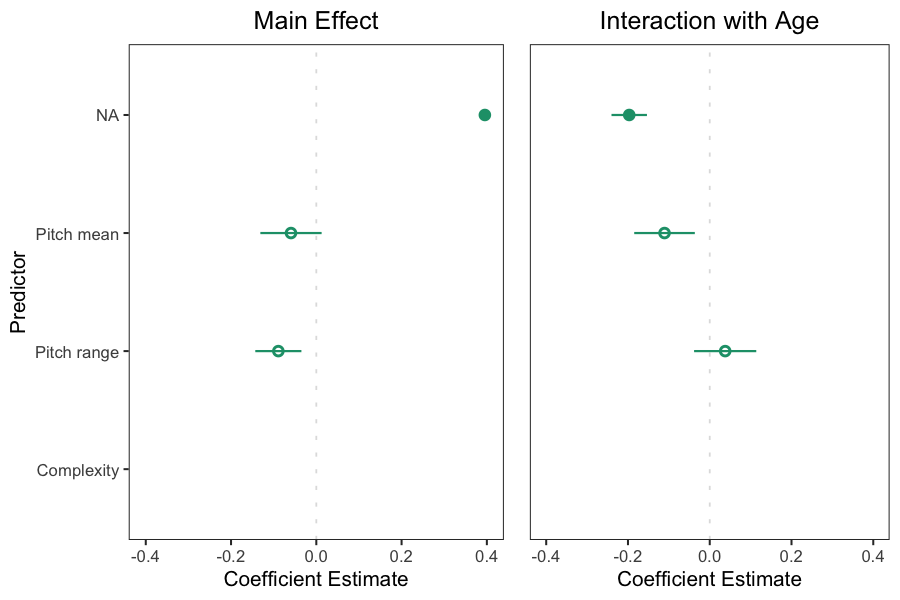 Main Effect
Interaction with Age
Predictor
NA
Pitch mean
Pitch range
Complexity
-0.4 -0.2 0.0 0.2 0.4
-0.4 -0.2 0.0 0.2 0.4
Coefficient Estimate
Coefficient Estimate